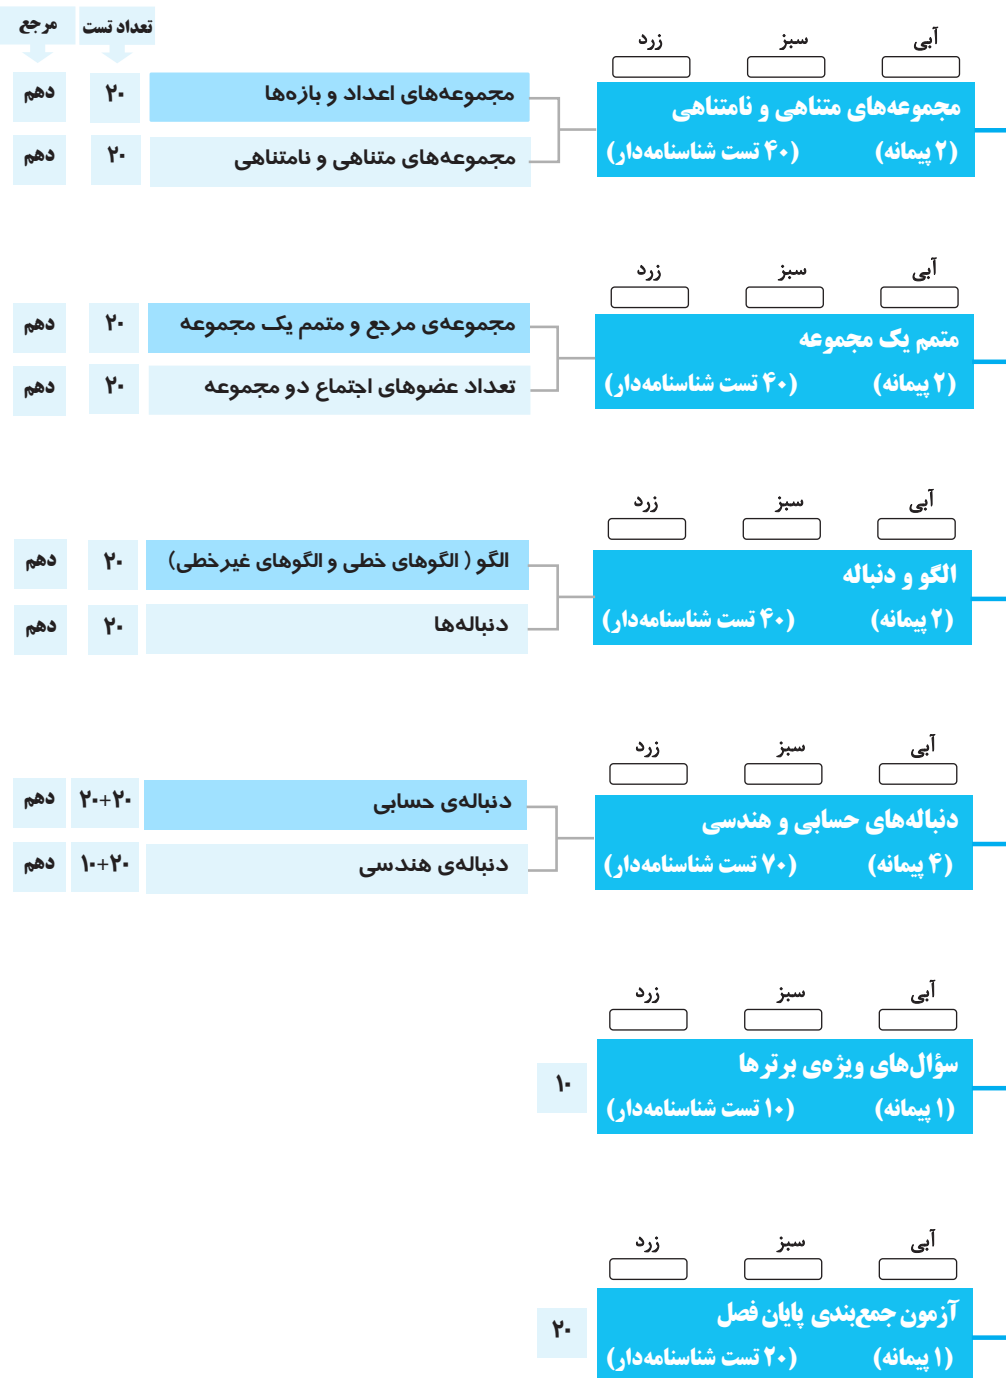 تعداد تست مرجع
آبی سبز زرد
مجموعه‌های متناهی و نامتناهی
(۲ پیمانه) (۴۰ تست شناسنامه‌دار)
مجموعه‌های اعداد و بازه‌ها ۲۰ دهم
مجموعه‌های متناهی و نامتناهی ۲۰ دهم
آبی سبز زرد
متمم یک مجموعه
(۲ پیمانه) (۴۰ تست شناسنامه‌دار)
مجموعه‌ی مرجع و متمم یک مجموعه ۲۰ دهم
تعداد عضوهای اجتماع دو مجموعه ۲۰ دهم
آبی سبز زرد
الگو و دنباله
(۲ پیمانه) (۴۰ تست شناسنامه‌دار)
الگو ( الگوهای خطی و الگوهای غیرخطی) ۲۰ دهم
دنباله‌ها ۲۰ دهم
آبی سبز زرد
دنباله‌های حسابی و هندسی
(۴ پیمانه) (۷۰ تست شناسنامه‌دار)
دنباله‌ی حسابی ۲۰+۲۰ دهم
دنباله‌ی هندسی ۱۰+۲۰ دهم
آبی سبز زرد
سؤال‌های ویژه‌ی برترها
(۱ پیمانه) (۱۰ تست شناسنامه‌دار)
۱۰
آبی سبز زرد
آزمون جمع‌بندی پایان فصل
(۱ پیمانه) (۲۰ تست شناسنامه‌دار)
۲۰